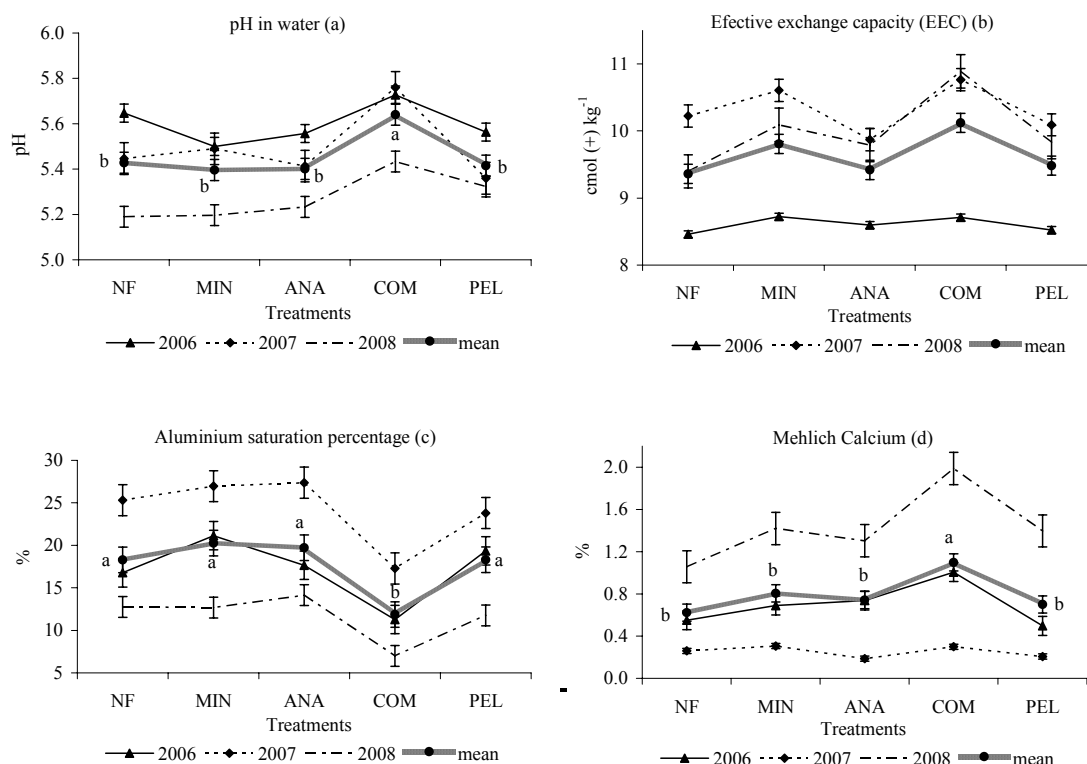 pH in water (a)
6.0
5.8
5.6
5.4
5.2
5.0
pH
b
b
b
a
b
NF MIN ANA COM PEL
Treatments
2006 2007 2008 mean
Efective exchange capacity (EEC) (b)
11
10
9
8
cmol (+) kg-1
NF MIN ANA COM PEL
Treatments
2006 2007 2008 mean
Aluminium saturation percentage (c)
30
25
20
15
10
5
%
a
a
a
b
a
NF MIN ANA COM PEL
Treatments
2006 2007 2008 mean
Mehlich Calcium (d)
2.0
1.6
1.2
0.8
0.4
0.0
%
b
b
b
a
b
NF MIN ANA COM PEL
Treatments
2006 2007 2008 mean